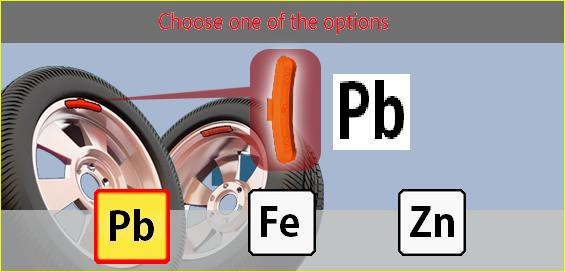 Choose one of the options
Pb
Pb Fe Zn